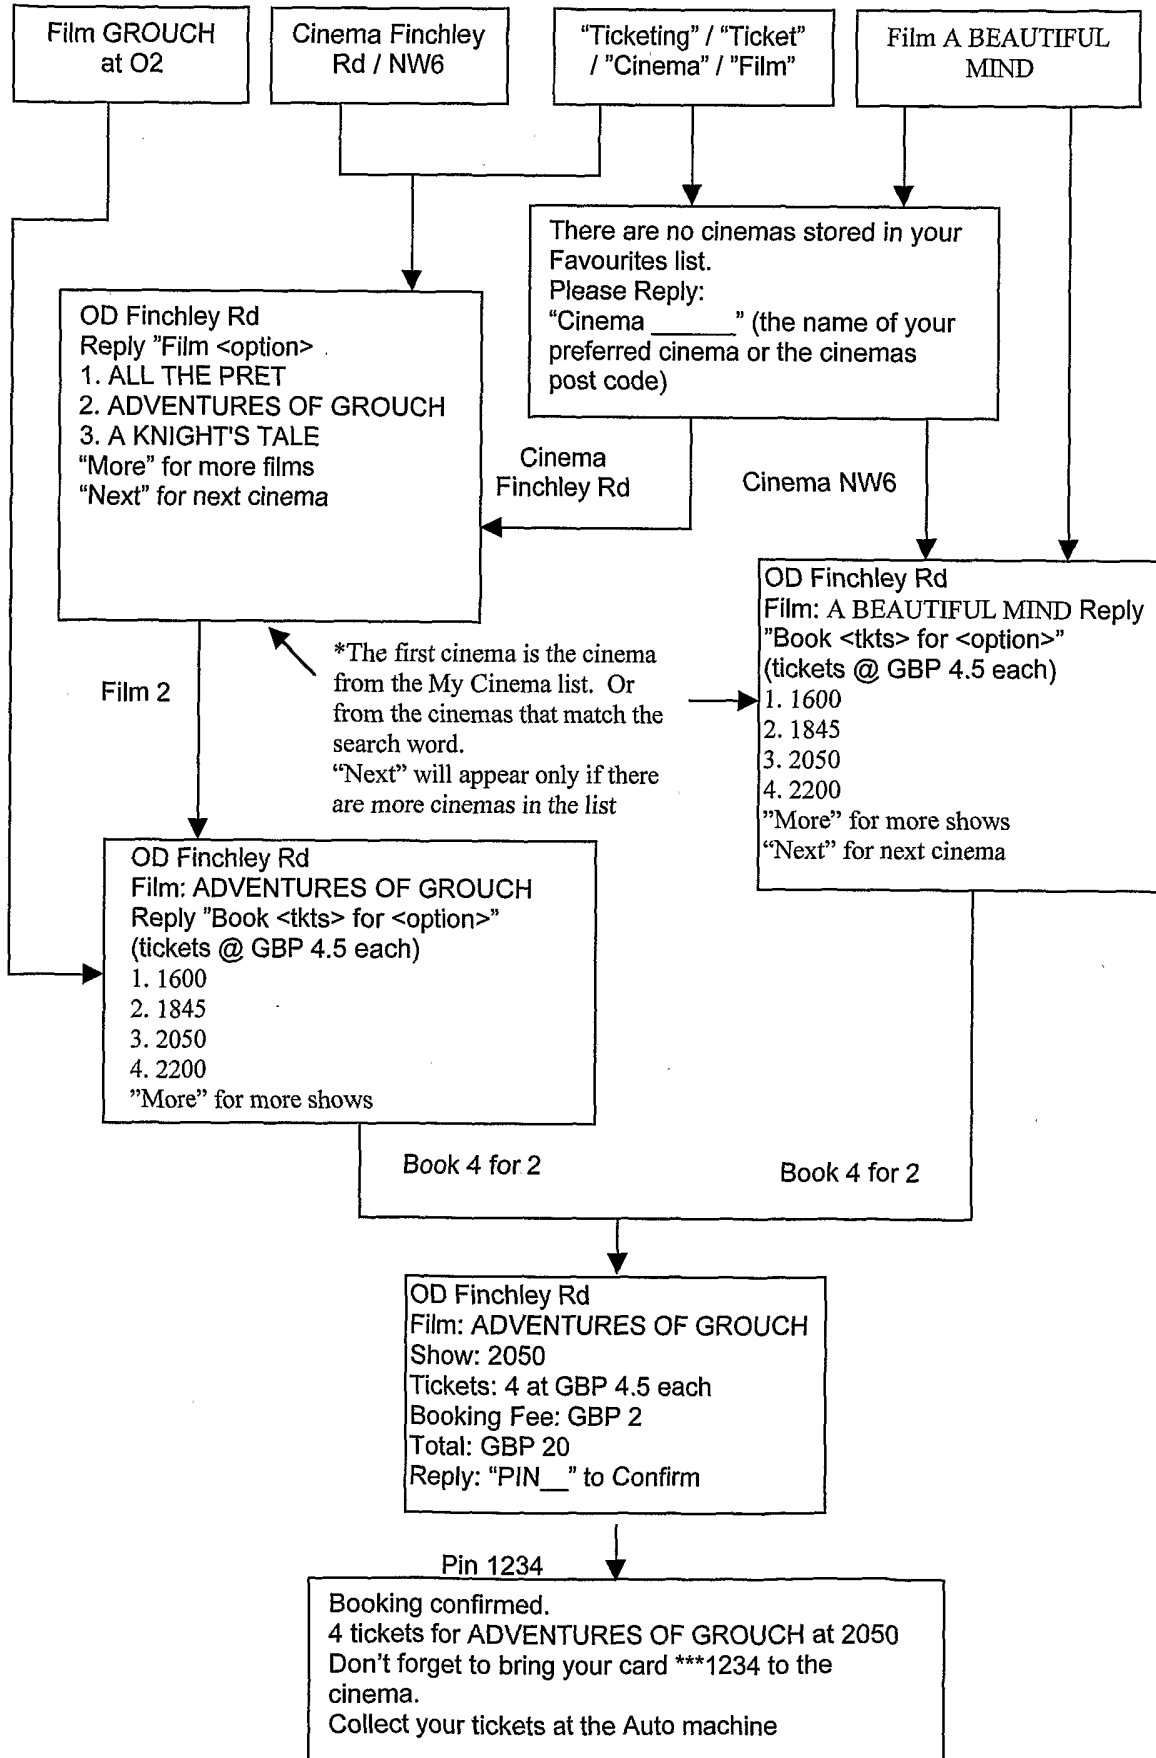 Film GROUCH
at O2
Cinema Finchley
Rd / NW6
“Ticketing” / “Ticket”
/ ”Cinema” / ”Film”
Film A BEAUTIFUL
MIND
There are no cinemas stored in your
Favourites list.
Please Reply:
“Cinema ______” (the name of your
preferred cinema or the cinemas
post code)
OD Finchley Rd
Reply ”Film <option>
1. ALL THE PRET
2. ADVENTURES OF GROUCH
3. A KNIGHT'S TALE
“More” for more films
“Next” for next cinema
Cinema
Finchley Rd
Cinema NW6
OD Finchley Rd
Film: A BEAUTIFUL MIND Reply
”Book <tkts> for <option>”
(tickets @ GBP 4.5 each)
1. 1600
2. 1845
3. 2050
4. 2200
”More” for more shows
“Next” for next cinema
Film 2
*The first cinema is the cinema
from the My Cinema list. Or
from the cinemas that match the
search word.
“Next” will appear only if there
are more cinemas in the list
OD Finchley Rd
Film: ADVENTURES OF GROUCH
Reply ”Book <tkts> for <option>”
(tickets @ GBP 4.5 each)
1. 1600
2. 1845
3. 2050
4. 2200
”More” for more shows
Book 4 for 2
Book 4 for 2
OD Finchley Rd
Film: ADVENTURES OF GROUCH
Show: 2050
Tickets: 4 at GBP 4.5 each
Booking Fee: GBP 2
Total: GBP 20
Reply: “PIN__” to Confirm
Pin 1234
Booking confirmed.
4 tickets for ADVENTURES OF GROUCH at 2050
Don't forget to bring your card ***1234 to the
cinema.
Collect your tickets at the Auto machine